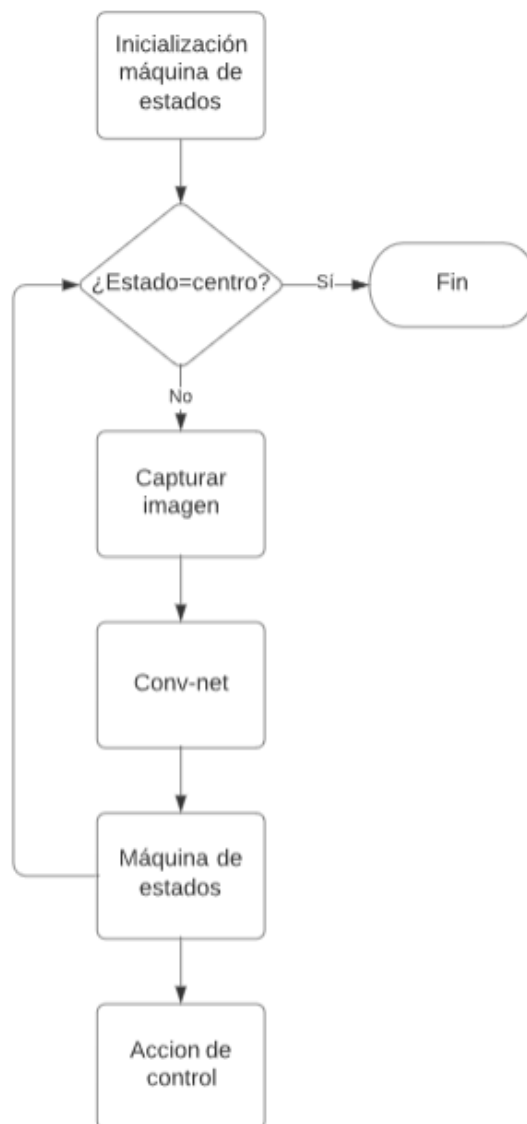 Inicialización
máquina de
estados
¿Estado=centro?
Sí
Fin
No
Capturar
imagen
Conv-net
Máquina de
estados
Accion de
control